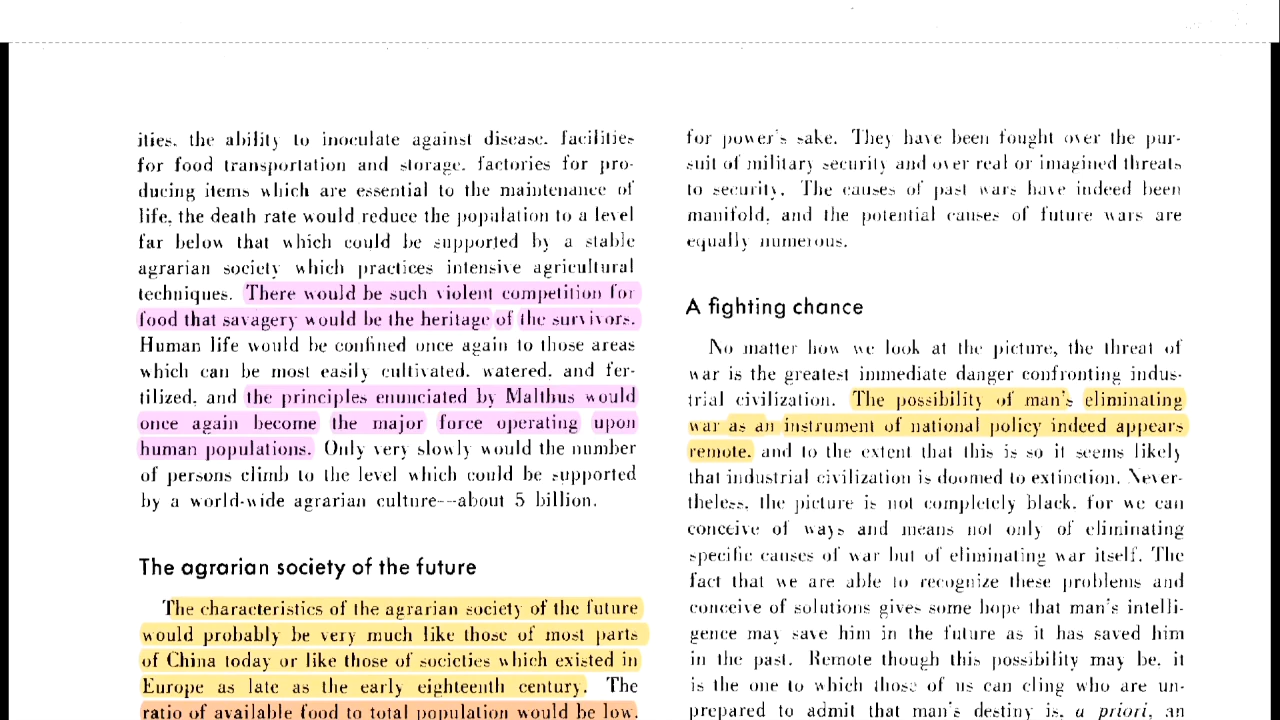 ities, the ability to inoculate against disease, facilities
for food transportation and storage, factories for pro-
ducing items which are essential to the maintenance of
life, the death rate would reduce the population to a level
far below that which could be supported by a stable
agrarian society which practices intensive agricultural
techniques. There would be such violent competition for
food that savagery would be the heritage of the survivors.
Human life would be confined once again to those areas
which can be most easily cultivated, watered, and fer-
tilized, and the principles enunciated by Malthus would
once again become the major force operating upon
human populations. Only very slowly would the number
of persons climb to the level which could be supported
by a world-wide agrarian culture--about 5 billion.
The agrarian society of the future
The characteristics of the agrarian society of the future
would probably be very much like those of most parts
of China today or like those of societies which existed in
Europe as late as the early eighteenth century. The
ratio of available food to total population would be low.
for power's sake. They have been fought over the pur-
suit of military security and over real or imagined threats
to security. The causes of past wars have indeed been
manifold, and the potential causes of future wars are
equally numerous.
A fighting chance
No matter how we look at the picture, the threat of
war is the greatest immediate danger confronting indus-
trial civilization. The possibility of man's eliminating
war as an instrument of national policy indeed appears
remote, and to the extent that this is so it seems likely
that industrial civilization is doomed to extinction. Never-
theless, the picture is not completely black, for we can
conceive of ways and means not only of eliminating
specific causes of war but of eliminating war itself. The
fact that we are able to recognize these problems and
conceive of solutions gives some hope that man's intelli-
gence may save him in the future as it has saved him
in the past. Remote though this possibility may be, it
is the one to which those of us can cling who are un-
prepared to admit that man's destiny is, a priori, an